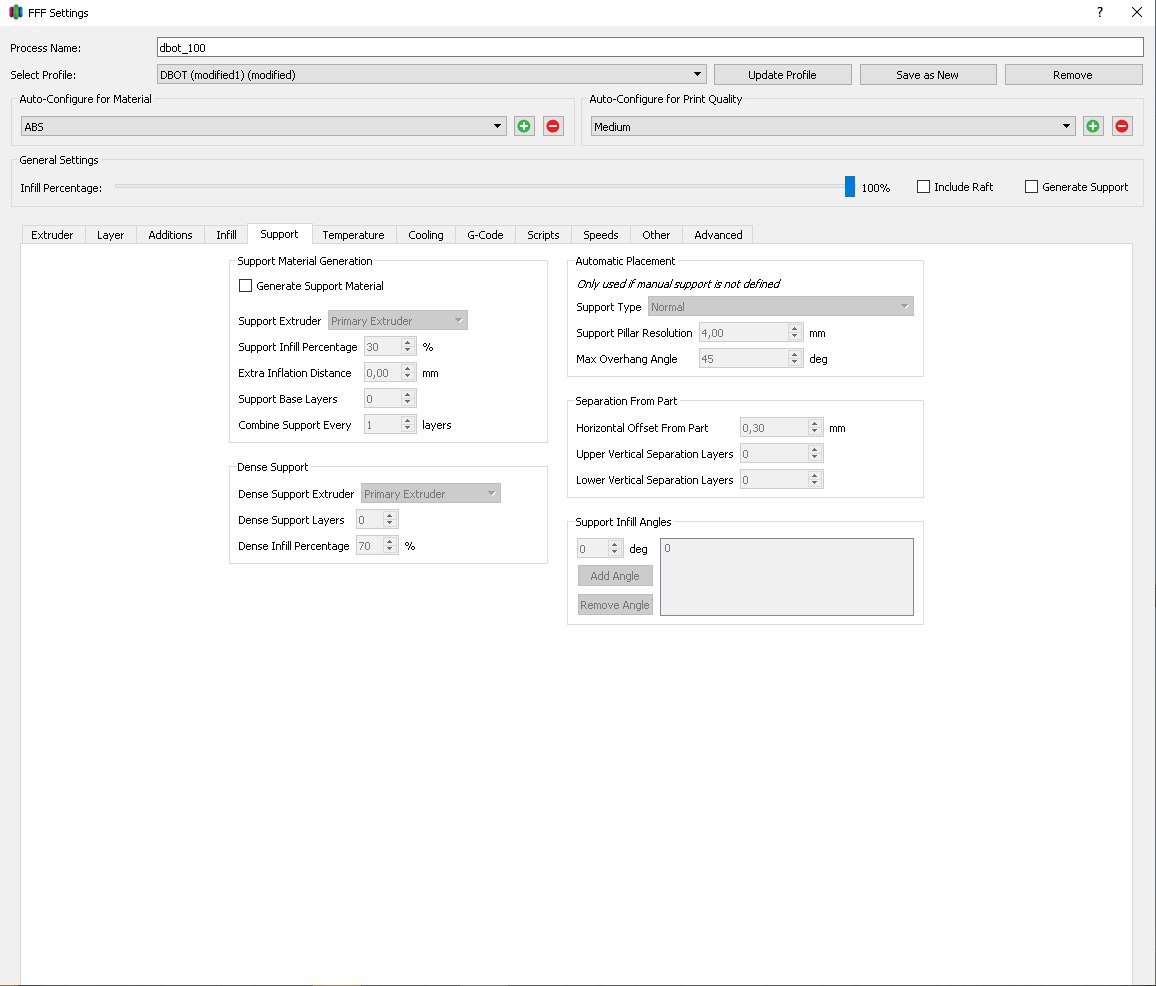 FFF Settings ?
Process Name: dbot_100
Select Profile: DBOT (modified1) (modified) Update Profile Save as New Remove
Auto-Configure for Material
ABS
Auto-Configure for Print Quality
Medium
General Settings
Infill Percentage: 100% Include Raft Generate Support
Extruder Layer Additions Infill Support Temperature Cooling G-Code Scripts Speeds Other Advanced
Support Material Generation
Generate Support Material
Support Extruder Primary Extruder
Support Infill Percentage 30 %
Extra Inflation Distance 0,00 mm
Support Base Layers 0
Combine Support Every 1 layers
Dense Support
Dense Support Extruder Primary Extruder
Dense Support Layers 0
Dense Infill Percentage 70 %
Automatic Placement
Only used if manual support is not defined
Support Type Normal
Support Pillar Resolution 4,00 mm
Max Overhang Angle 45 deg
Separation From Part
Horizontal Offset From Part 0,30 mm
Upper Vertical Separation Layers 0
Lower Vertical Separation Layers 0
Support Infill Angles
0 deg 0
Add Angle
Remove Angle